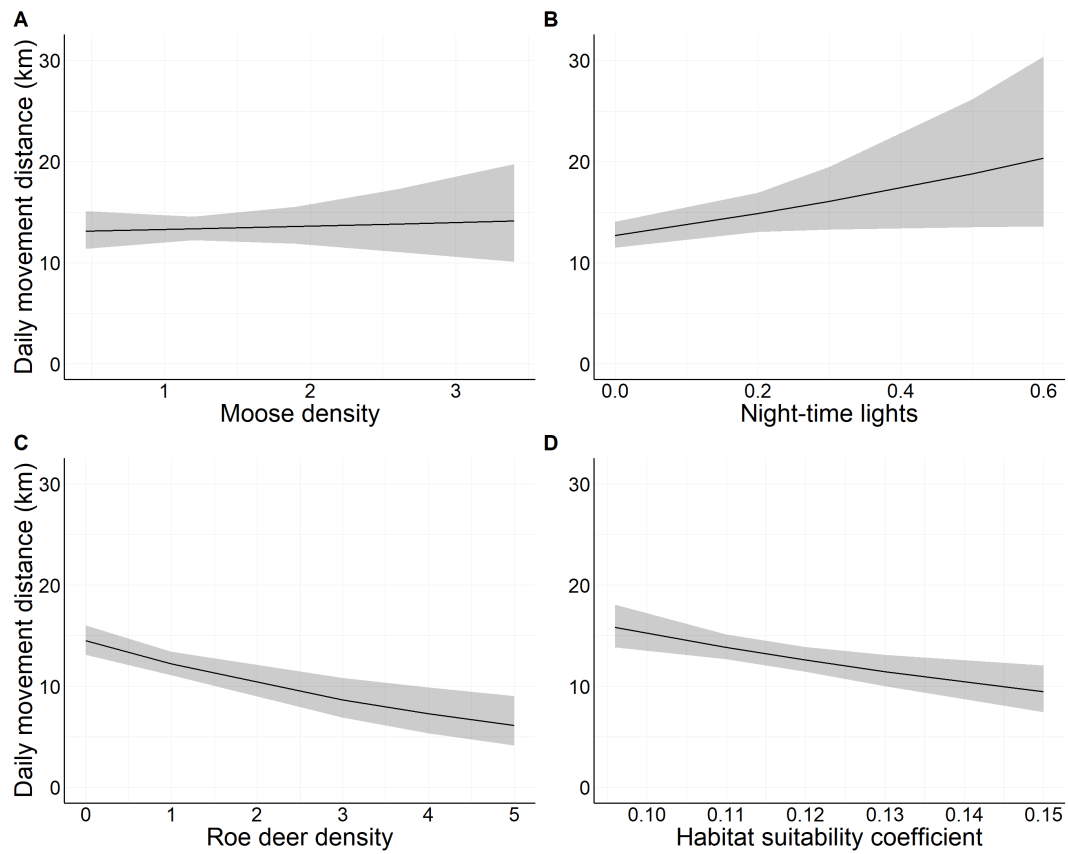 A
Daily movement distance (km)
30
20
10
0
1 2 3
Moose density
B
30
20
10
0
0.0 0.2 0.4 0.6
Night-time lights
C
Daily movement distance (km)
30
20
10
0
0 1 2 3 4 5
Roe deer density
D
30
20
10
0
0.10 0.11 0.12 0.13 0.14 0.15
Habitat suitability coefficient